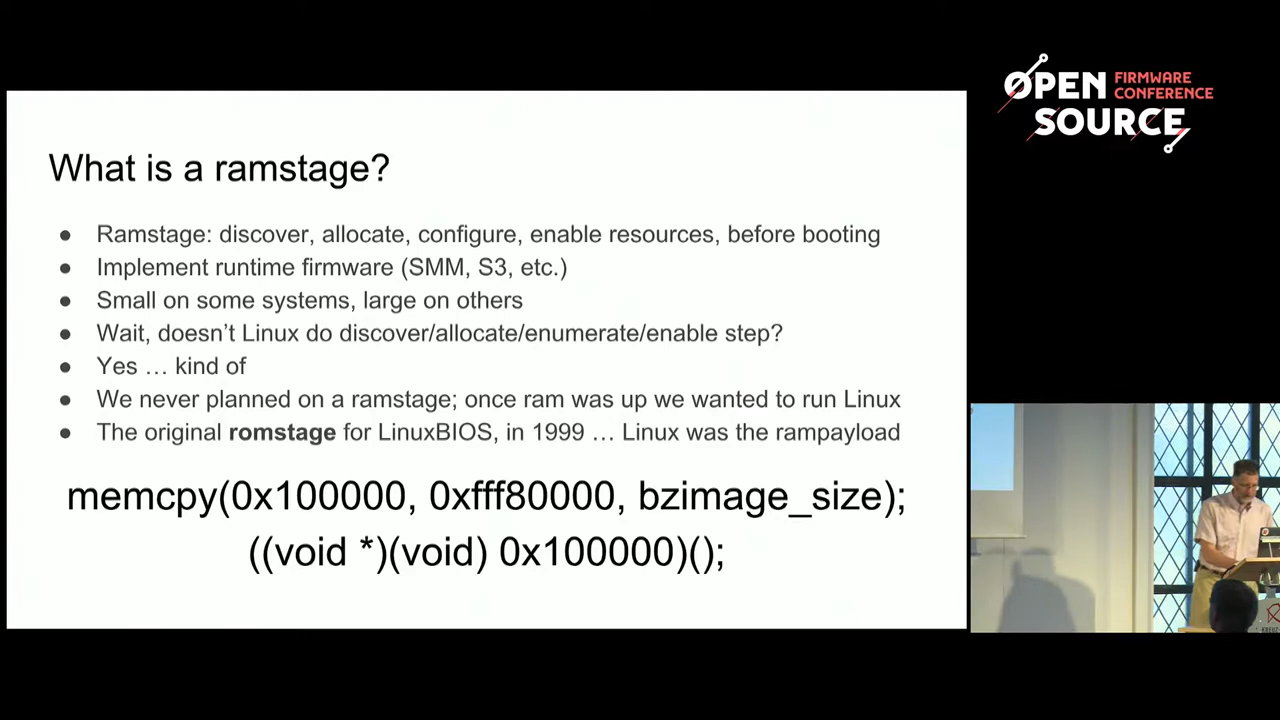 OPEN FIRMWARE CONFERENCE
SOURCE
What is a ramstage?
● Ramstage: discover, allocate, configure, enable resources, before booting
● Implement runtime firmware (SMM, S3, etc.)
● Small on some systems, large on others
● Wait, doesn’t Linux do discover/allocate/enumerate/enable step?
● Yes … kind of
● We never planned on a ramstage; once ram was up we wanted to run Linux
● The original romstage for LinuxBIOS, in 1999 … Linux was the rampayload
memcpy(0x100000, 0xfff80000, bzimage_size);
((void *)(void) 0x100000)();